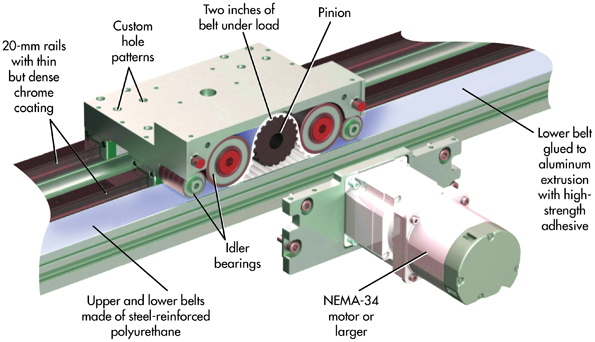 Two inches of
belt under load
Pinion
Custom
hole
patterns
20-mm rails
with thin
but dense
chrome
coating
Lower belt
glued to
aluminum
extrusion
with high-
strength
adhesive
Idler
bearings
Upper and lower belts
made of steel-reinforced
polyurethane
NEMA-34
motor or
larger